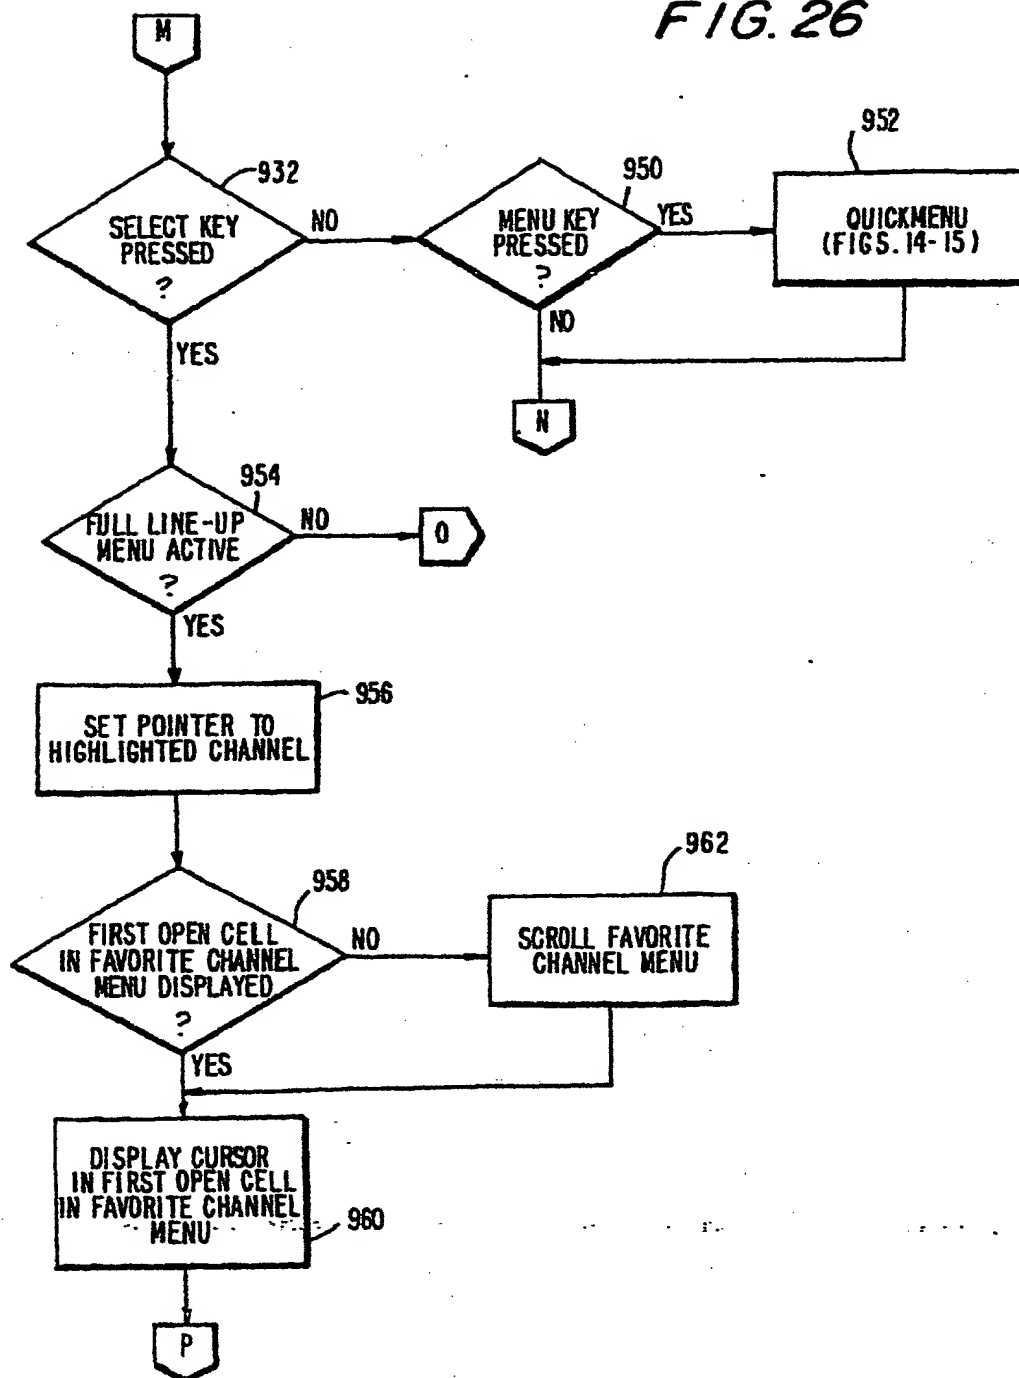 FIG. 26
M
932
SELECT KEY
PRESSED
?
NO
YES
950
MENU KEY
PRESSED
?
YES
NO
952
QUICKMENU
(FIGS. 14-15)
N
954
FULL LINE-UP
MENU ACTIVE
?
NO
YES
O
956
SET POINTER TO
HIGHLIGHTED CHANNEL
958
FIRST OPEN CELL
IN FAVORITE CHANNEL
MENU DISPLAYED
?
NO
YES
962
SCROLL FAVORITE
CHANNEL MENU
DISPLAY CURSOR
IN FIRST OPEN CELL
IN FAVORITE CHANNEL
MENU
960
P